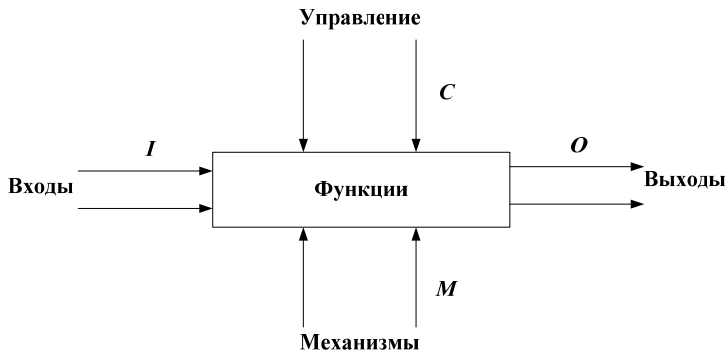 Управление
C
I
O
Входы
Функции
Выходы
M
Механизмы